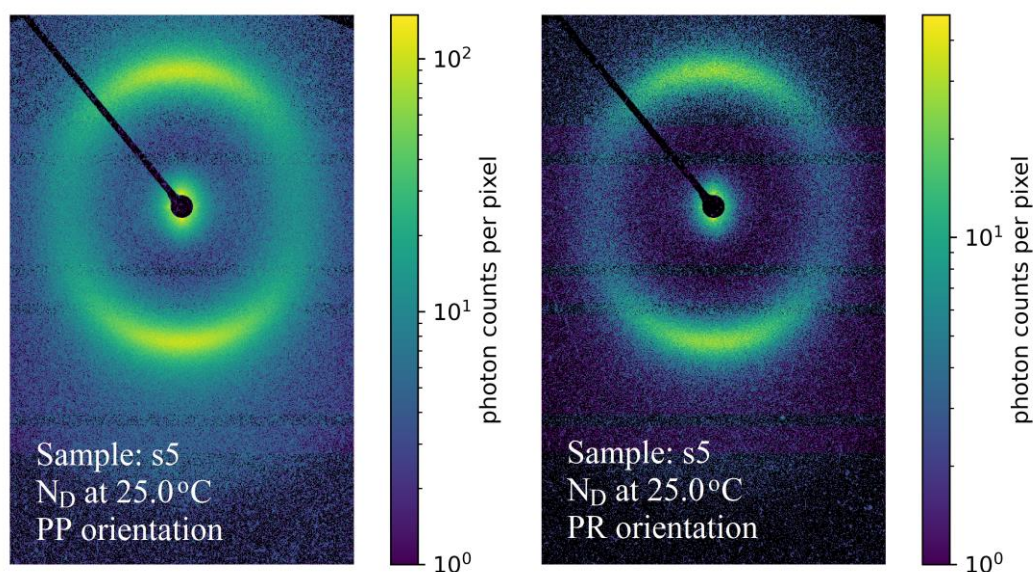 10²
10¹
10⁰
photon counts per pixel
Sample: s5
N_D at 25.0 °C
PP orientation
10¹
10⁰
photon counts per pixel
Sample: s5
N_D at 25.0 °C
PR orientation